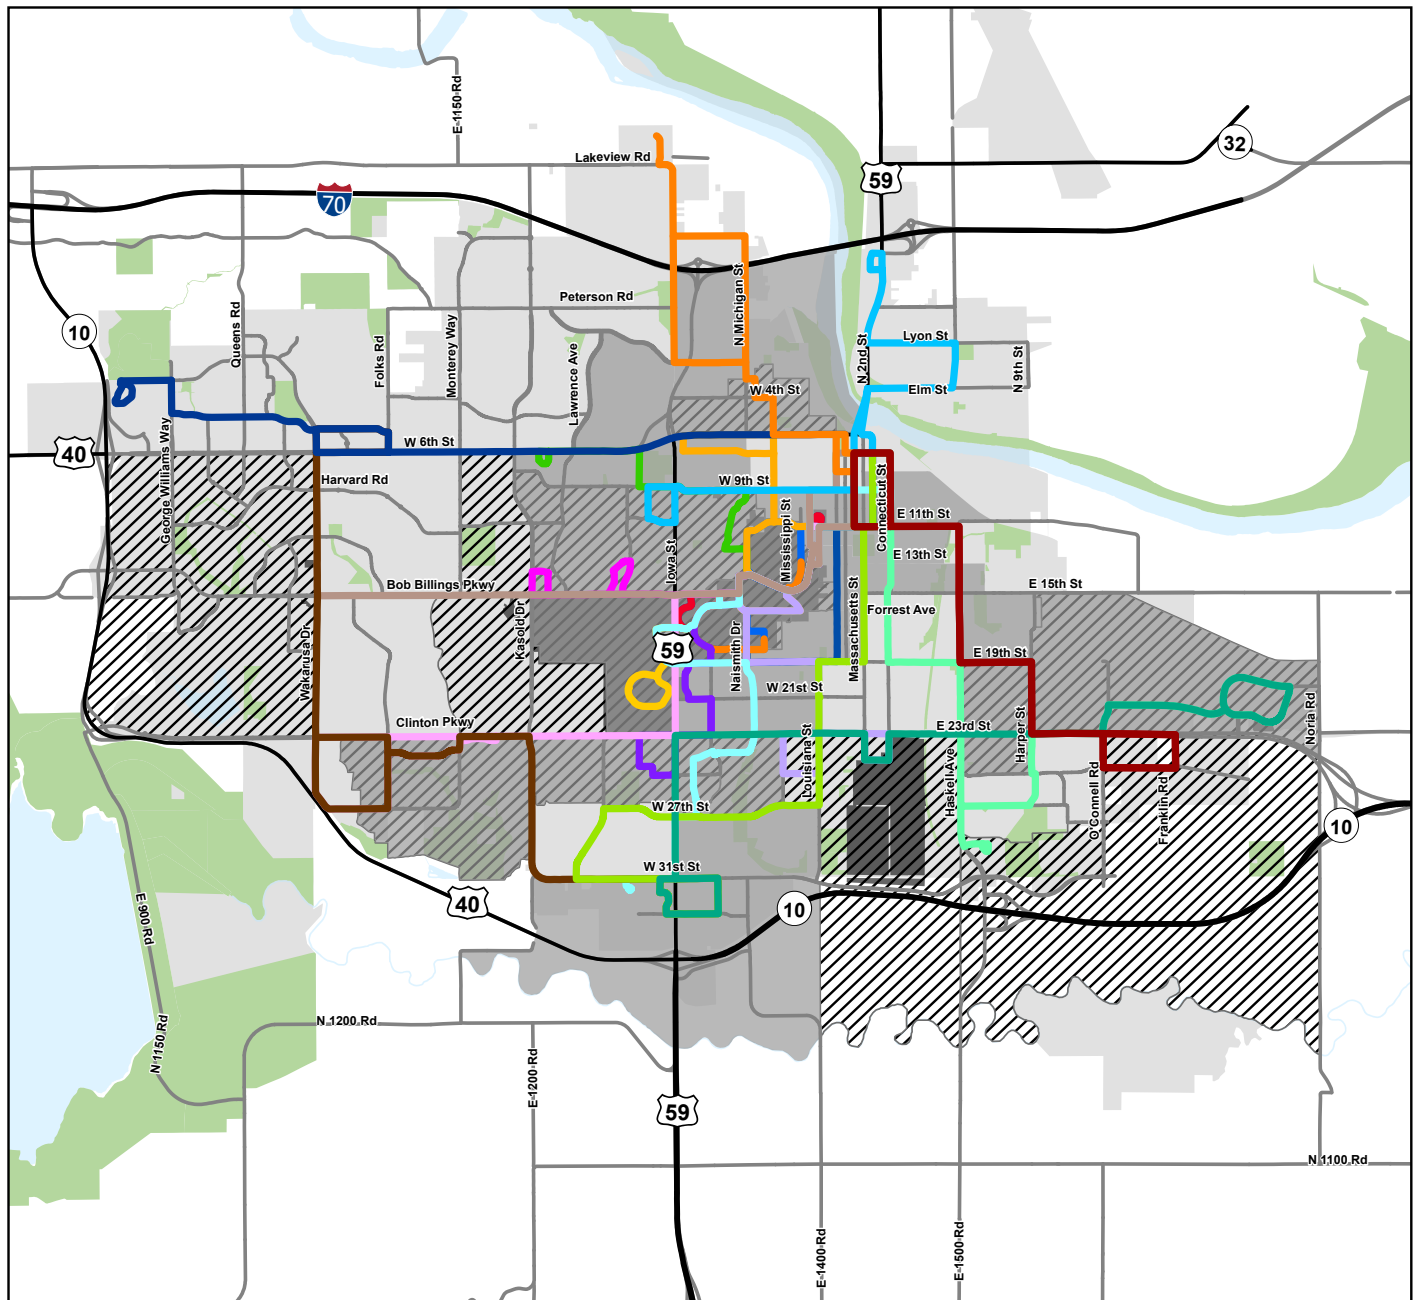 E 1150 Rd
Lakeview Rd
32
59
70
Peterson Rd
N Michigan St
10
Queens Rd
Folks Rd
Monterey Way
Lawrence Ave
N 2nd St
Lyon St
N 9th St
Elm St
W 4th St
40
George Williams Way
W 6th St
Harvard Rd
W 9th St
Mississippi St
Connecticut St
E 11th St
Iowa St
E 13th St
Bob Billings Pkwy
E 15th St
Massachusetts St
Forrest Ave
Kasold Dr
Wakarusa Dr
59
Naismith Dr
E 19th St
W 21st St
Clinton Pkwy
E 23rd St
Harper St
Noria Rd
Louisiana St
Haskell Ave
O'Connell Rd
Franklin Rd
W 27th St
10
W 31st St
40
10
E 900 Rd
N 1150 Rd
N 1200 Rd
E 1200 Rd
59
N 1100 Rd
E 1400 Rd
E 1500 Rd